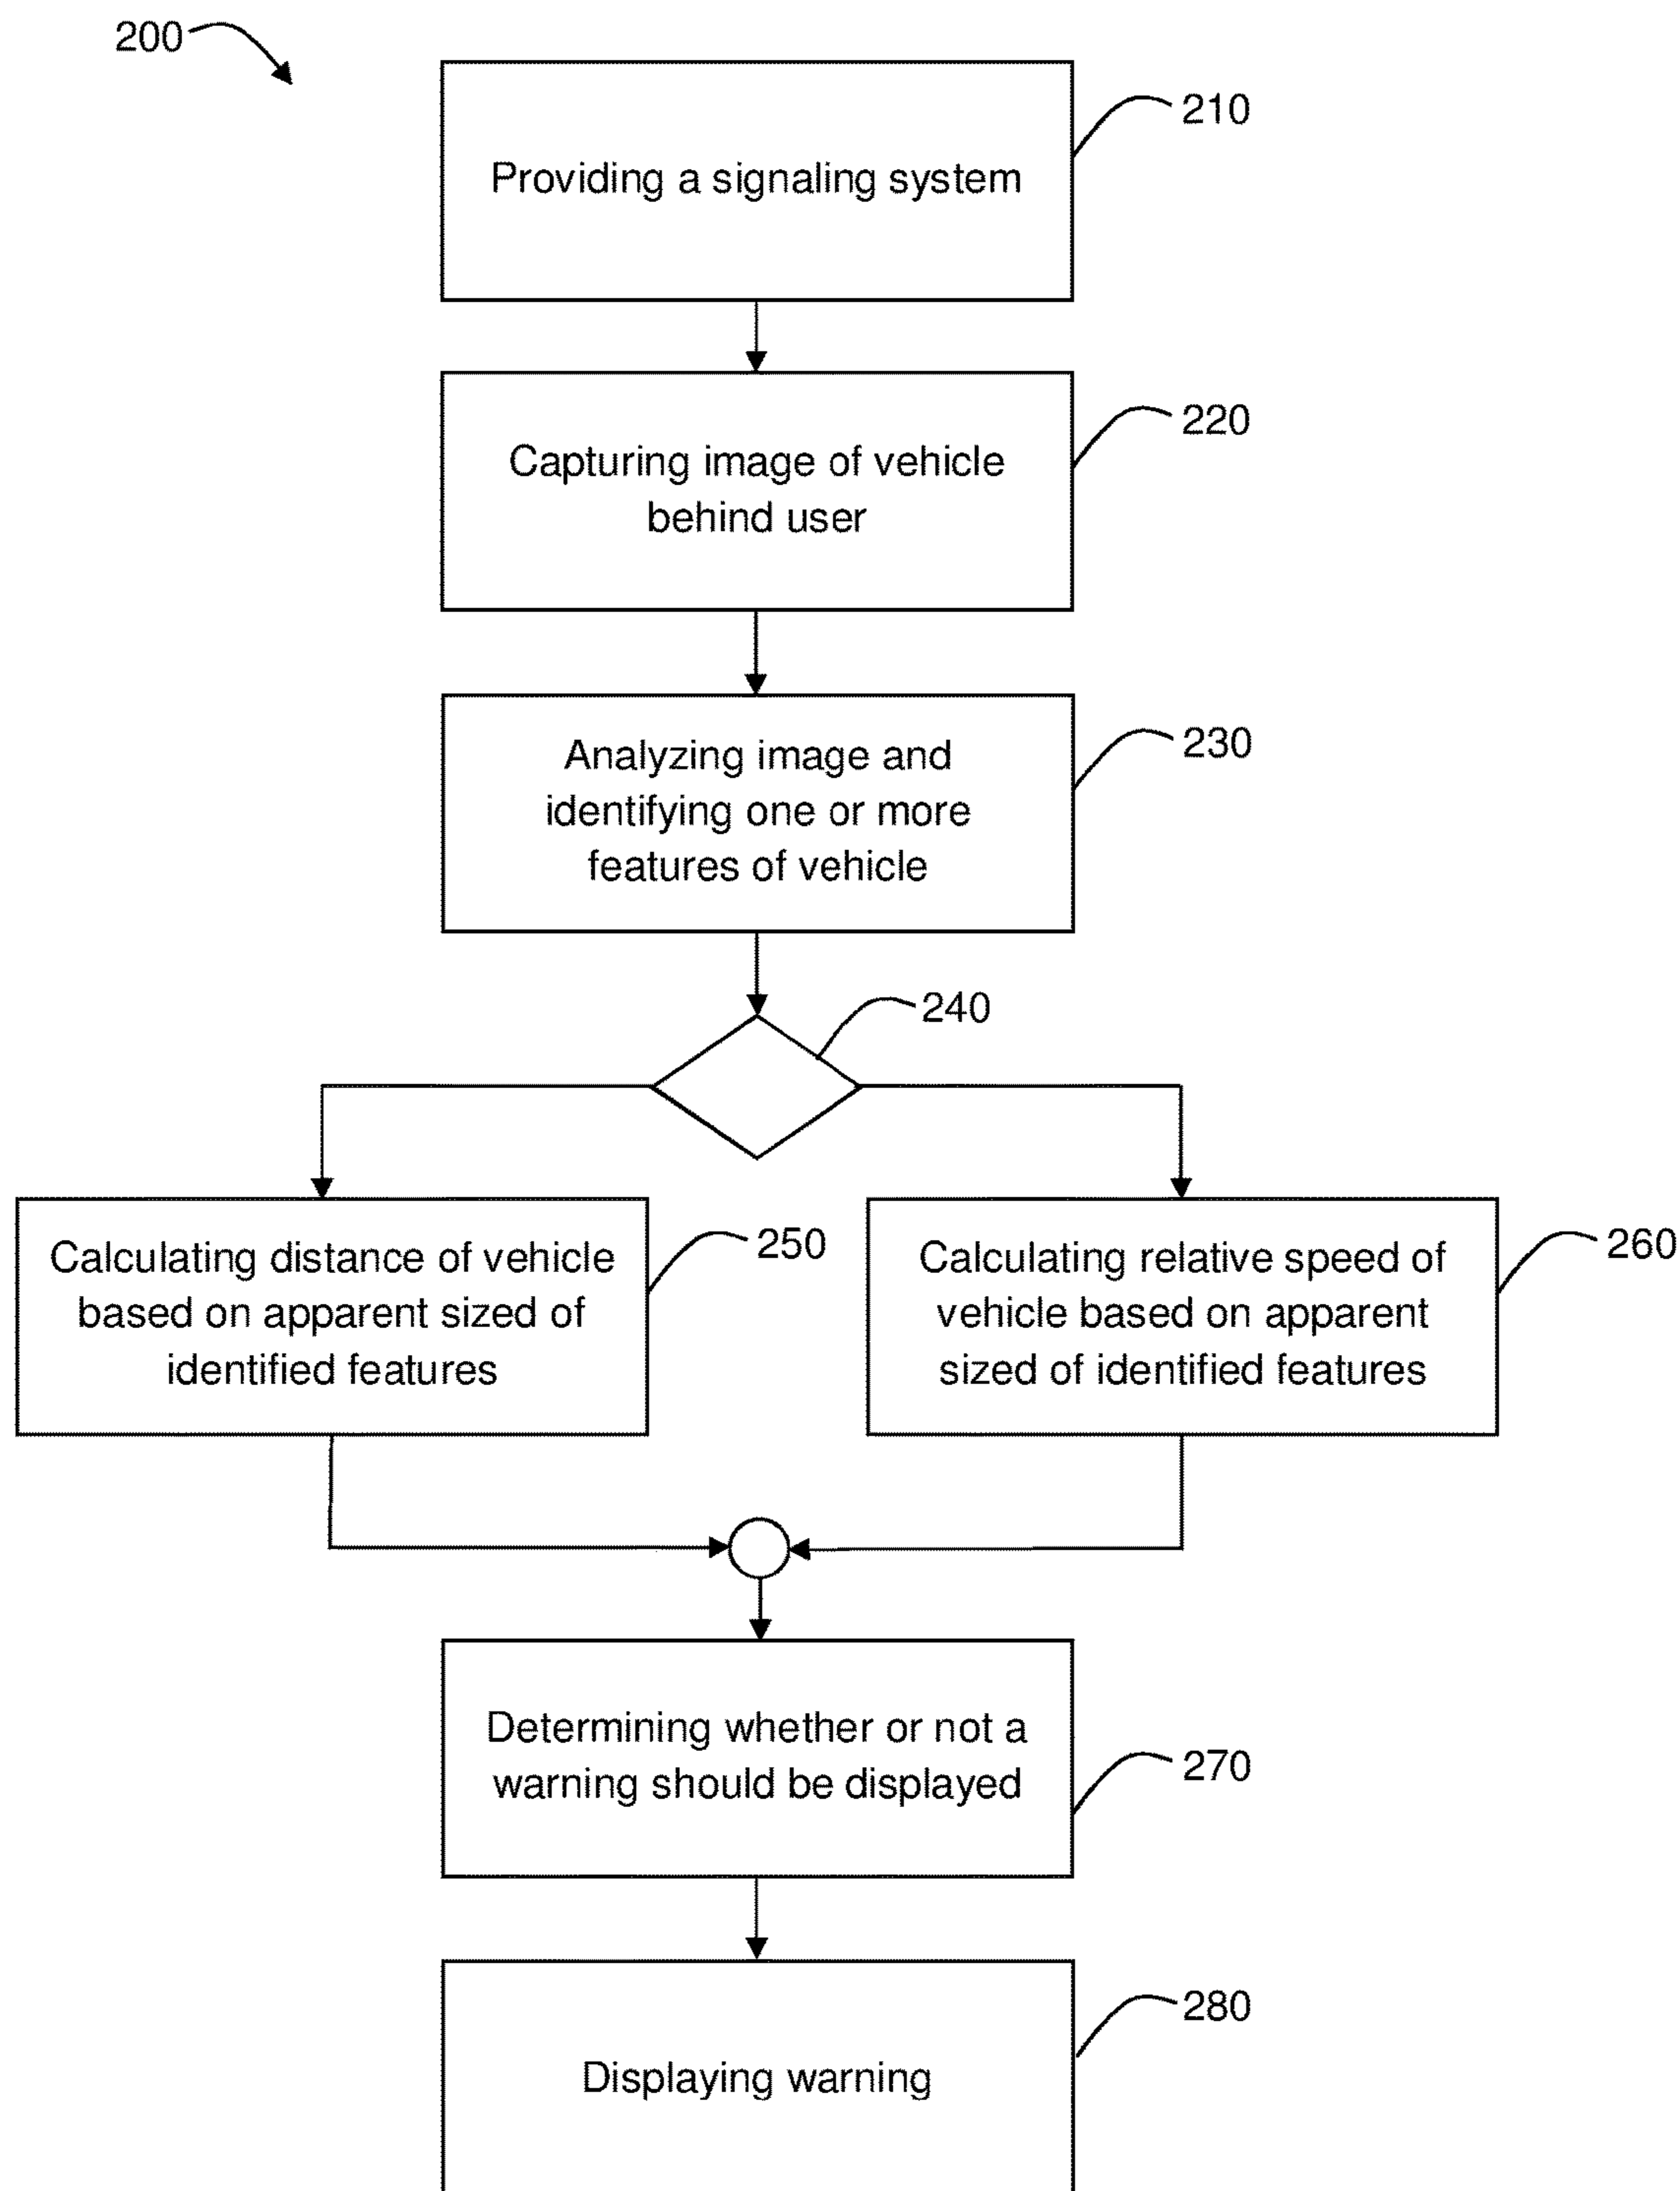 200
210
Providing a signaling system
220
Capturing image of vehicle
behind user
230
Analyzing image and
identifying one or more
features of vehicle
240
250
Calculating distance of vehicle
based on apparent sized of
identified features
260
Calculating relative speed of
vehicle based on apparent
sized of identified features
Determining whether or not a
warning should be displayed
270
280
Displaying warning